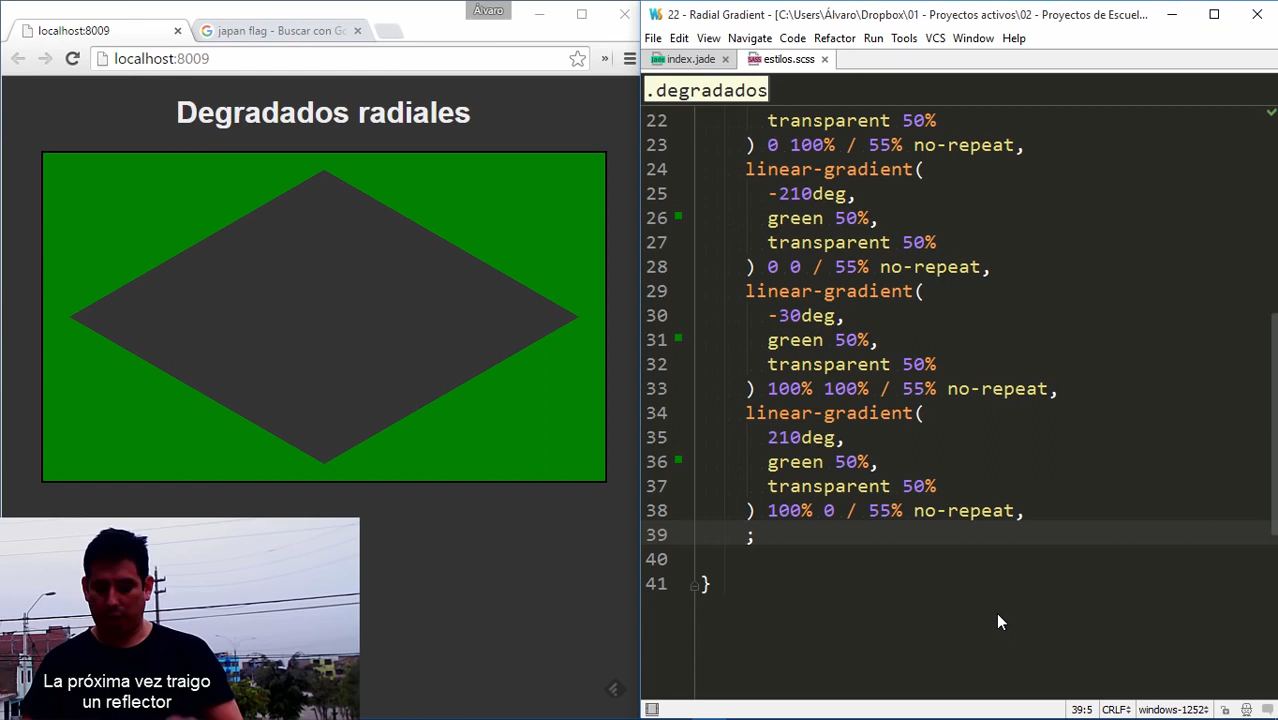 Álvaro
localhost:8009
japan flag - Buscar con Go
localhost:8009
»
Degradados radiales
La próxima vez traigo
un reflector
22 - Radial Gradient - [C:\Users\Álvaro\Dropbox\01 - Proyectos activos\02 - Proyectos de Escuel...
File Edit View Navigate Code Refactor Run Tools VCS Window Help
index.jade estilos.scss
.degradados
22 transparent 50%
23 ) 0 100% / 55% no-repeat,
24 linear-gradient(
25 -210deg,
26 green 50%,
27 transparent 50%
28 ) 0 0 / 55% no-repeat,
29 linear-gradient(
30 -30deg,
31 green 50%,
32 transparent 50%
33 ) 100% 100% / 55% no-repeat,
34 linear-gradient(
35 210deg,
36 green 50%,
37 transparent 50%
38 ) 100% 0 / 55% no-repeat,
39 ;
40
41 }
39:5 CRLF windows-1252